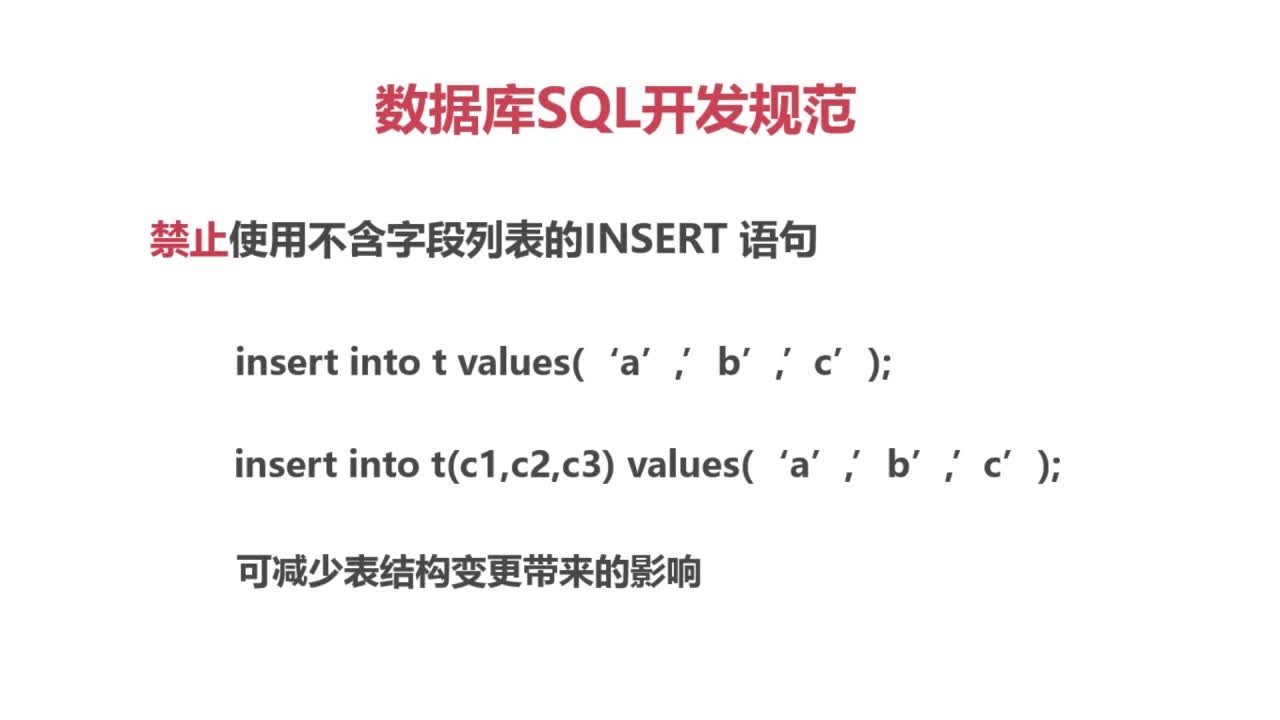 数据库SQL开发规范
禁止使用不含字段列表的INSERT 语句
insert into t values(‘a’,’b’,’c’);
insert into t(c1,c2,c3) values(‘a’,’b’,’c’);
可减少表结构变更带来的影响